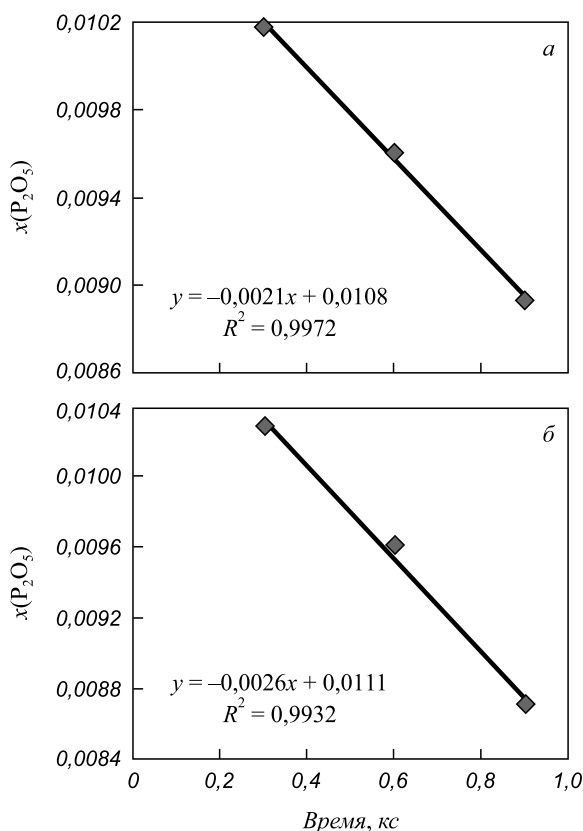 0,0102
а
0,0098
0,0094
x(P₂O₅)
0,0090
y = –0,0021x + 0,0108
R² = 0,9972
0,0086
0,0104
б
0,0100
0,0096
x(P₂O₅)
0,0092
0,0088
y = –0,0026x + 0,0111
R² = 0,9932
0,0084
0 0,2 0,4 0,6 0,8 1,0
Время, кс